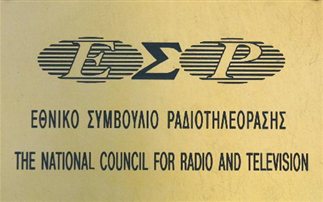 ΕΣΡ
ΕΘΝΙΚΟ ΣΥΜΒΟΥΛΙΟ ΡΑΔΙΟΤΗΛΕΟΡΑΣΗΣ
THE NATIONAL COUNCIL FOR RADIO AND TELEVISION